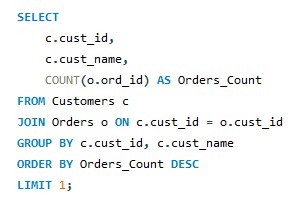 SELECT
c.cust_id,
c.cust_name,
COUNT(o.ord_id) AS Orders_Count
FROM Customers c
JOIN Orders o ON c.cust_id = o.cust_id
GROUP BY c.cust_id, c.cust_name
ORDER BY Orders_Count DESC
LIMIT 1;